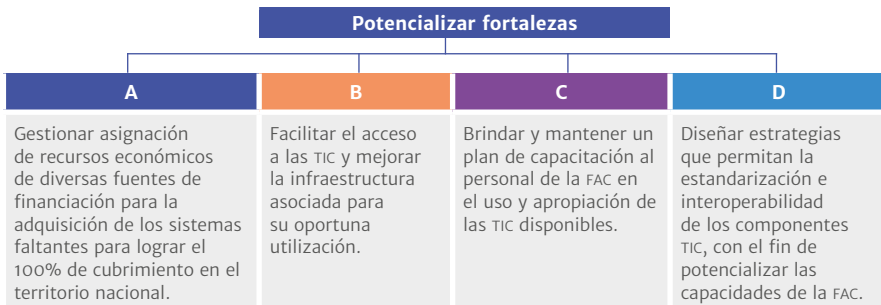 Potencializar fortalezas
A
Gestionar asignación
de recursos económicos
de diversas fuentes de
financiación para la
adquisición de los sistemas
faltantes para lograr el
100% de cubrimiento en el
territorio nacional.
B
Facilitar el acceso
a las TIC y mejorar
la infraestructura
asociada para
su oportuna
utilización.
C
Brindar y mantener un
plan de capacitación al
personal de la FAC en
el uso y apropiación de
las TIC disponibles.
D
Diseñar estrategias
que permitan la
estandarización e
interoperabilidad
de los componentes
TIC, con el fin de
potencializar las
capacidades de la FAC.